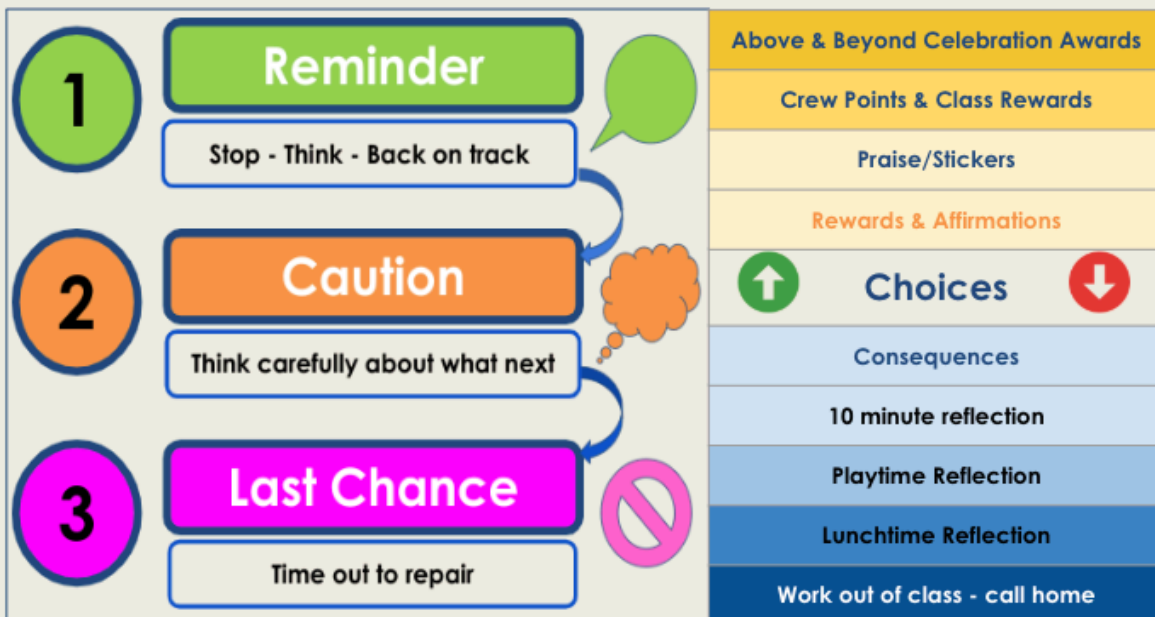 1
Reminder
Stop - Think - Back on track
2
Caution
Think carefully about what next
3
Last Chance
Time out to repair
Above & Beyond Celebration Awards
Crew Points & Class Rewards
Praise/Stickers
Rewards & Affirmations
Choices
Consequences
10 minute reflection
Playtime Reflection
Lunchtime Reflection
Work out of class - call home